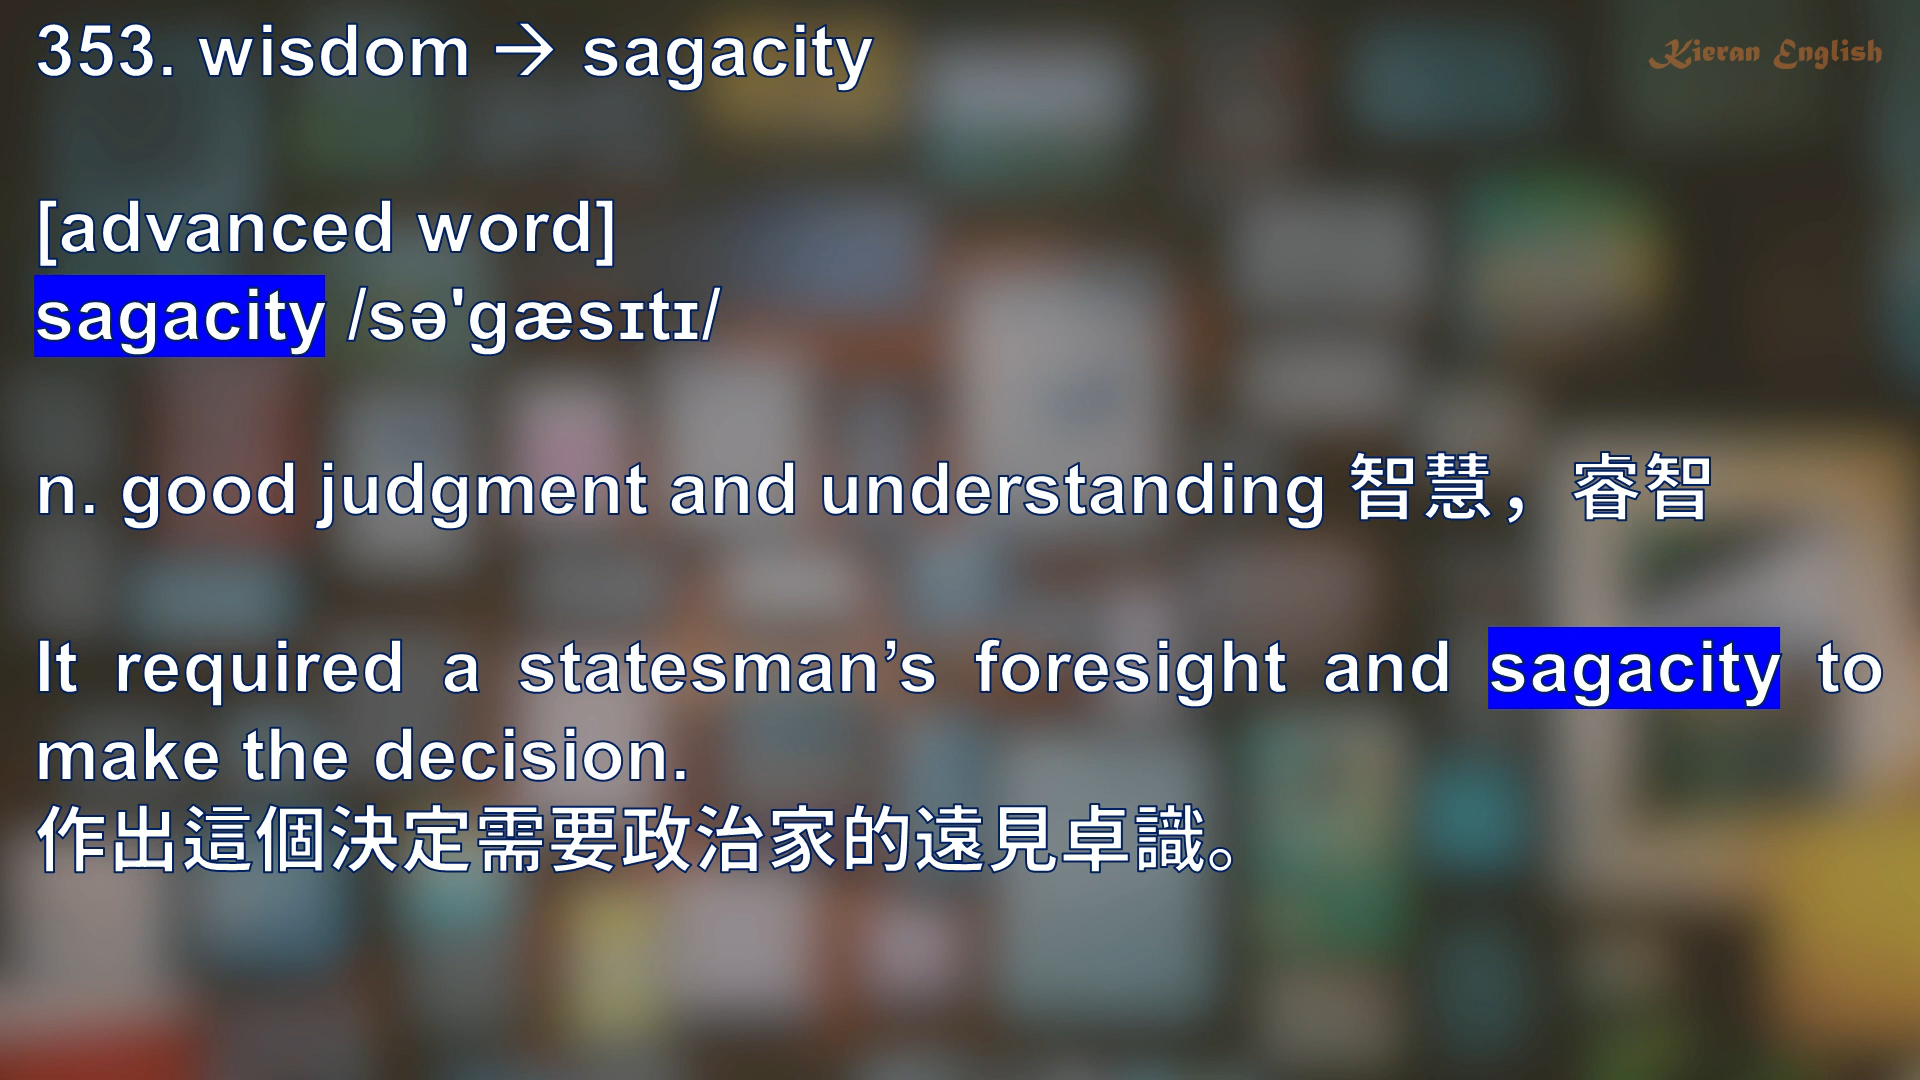 353. wisdom → sagacity
Kieran English
[advanced word]
sagacity /sə'gæsɪtɪ/
n. good judgment and understanding 智慧，睿智
It required a statesman’s foresight and sagacity to
make the decision.
作出這個決定需要政治家的遠見卓識。